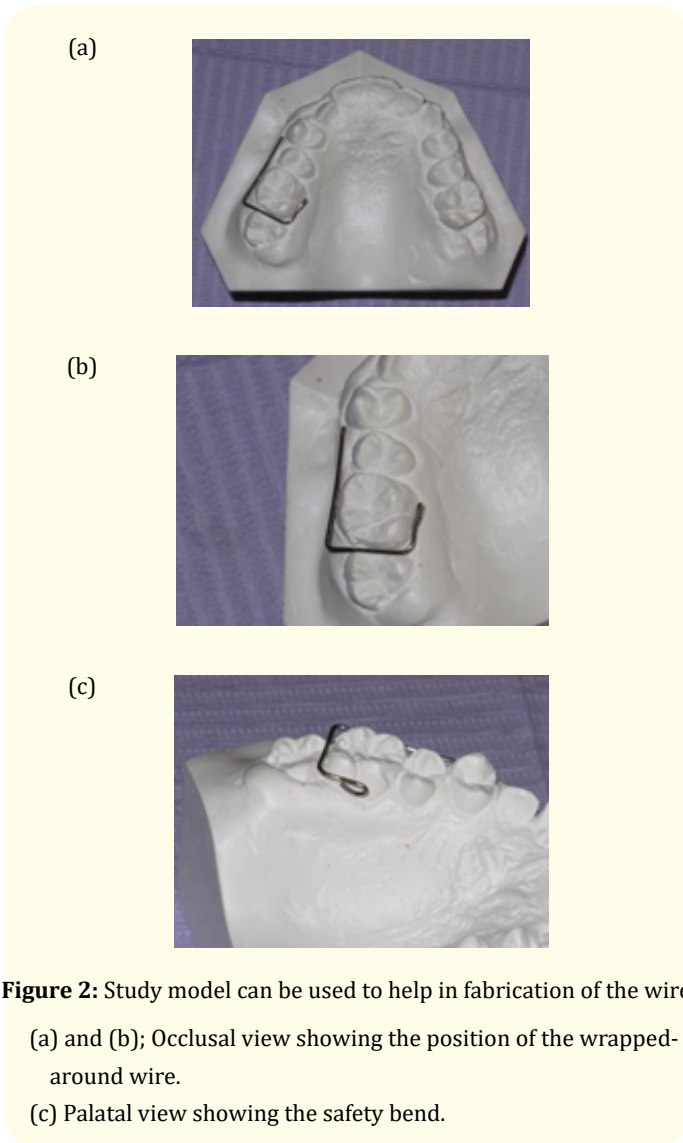 (a)
(b)
(c)
Figure 2: Study model can be used to help in fabrication of the wire
(a) and (b); Occlusal view showing the position of the wrapped-
around wire.
(c) Palatal view showing the safety bend.